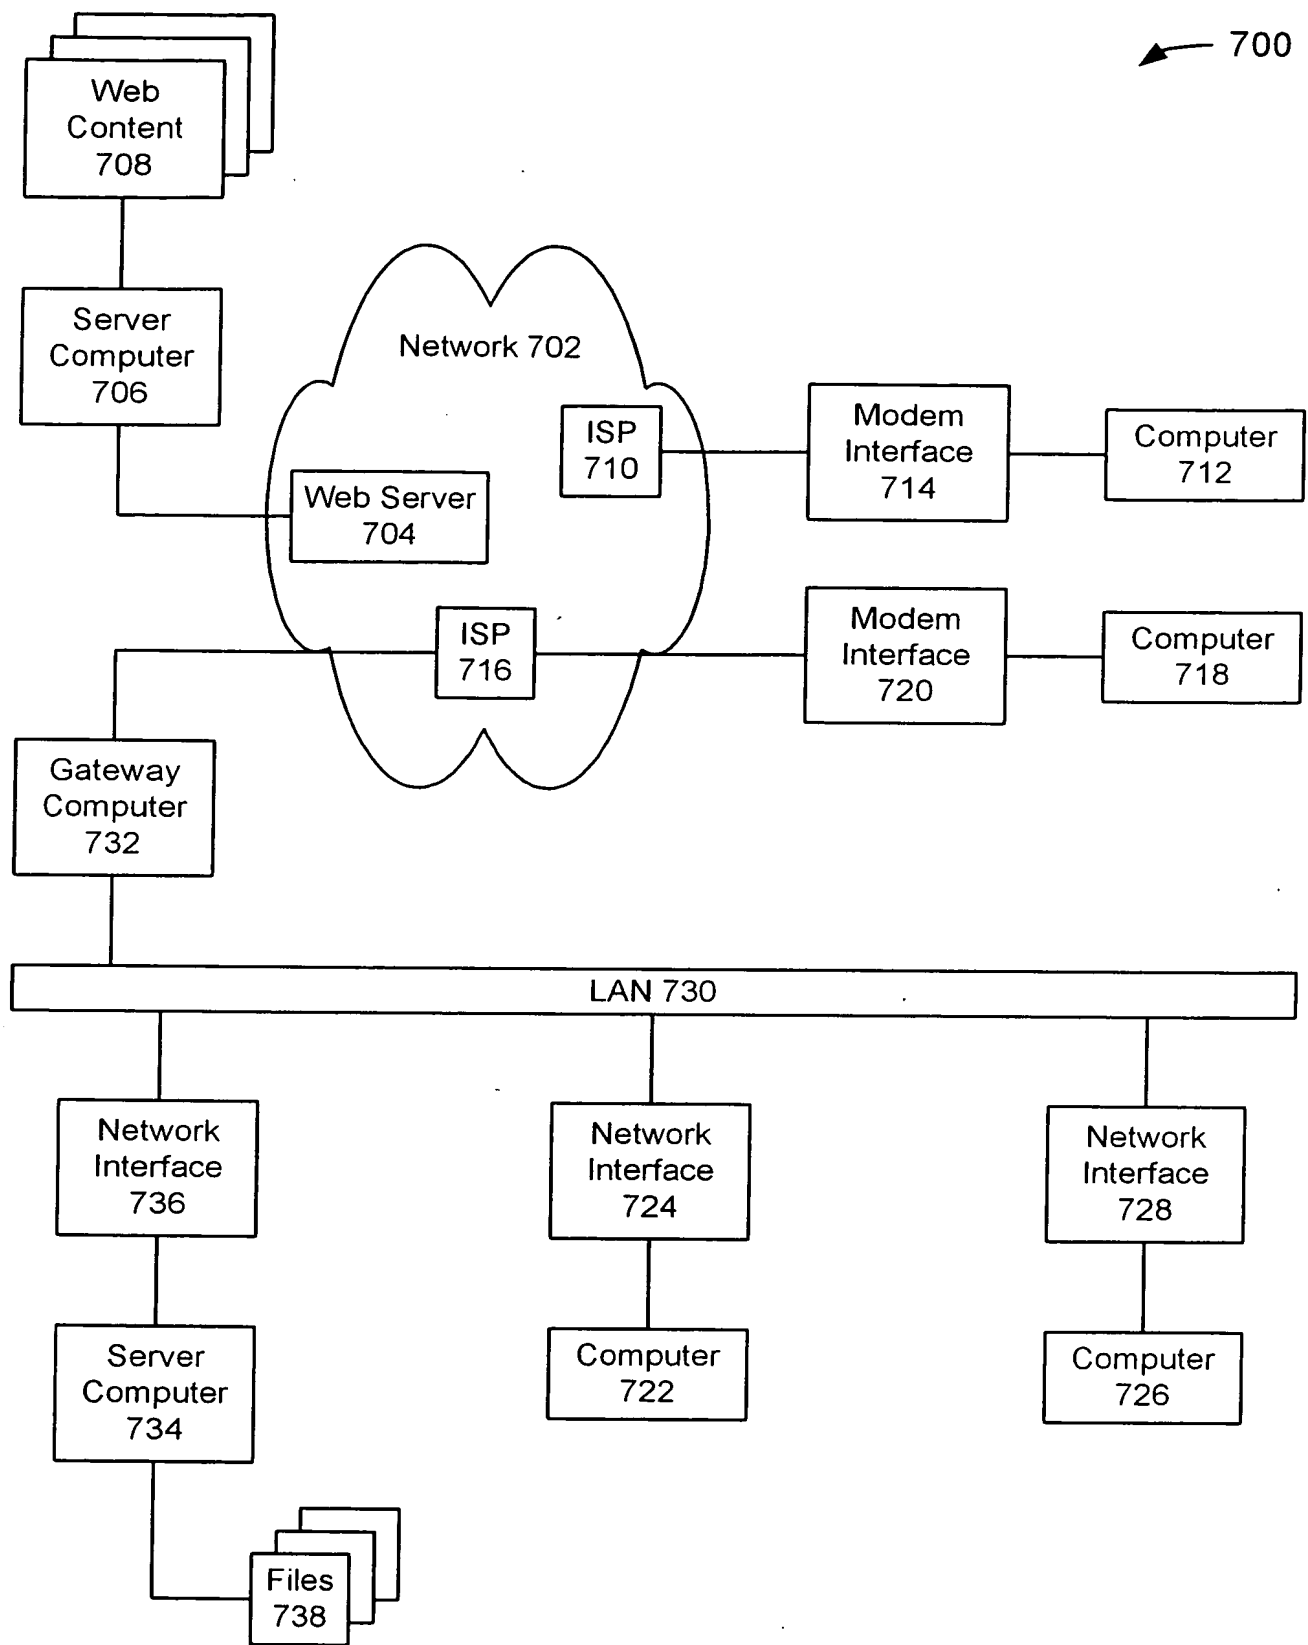 700
Web
Content
708
Server
Computer
706
Network 702
ISP
710
Modem
Interface
714
Computer
712
Web Server
704
ISP
716
Modem
Interface
720
Computer
718
Gateway
Computer
732
LAN 730
Network
Interface
736
Network
Interface
724
Network
Interface
728
Server
Computer
734
Computer
722
Computer
726
Files
738